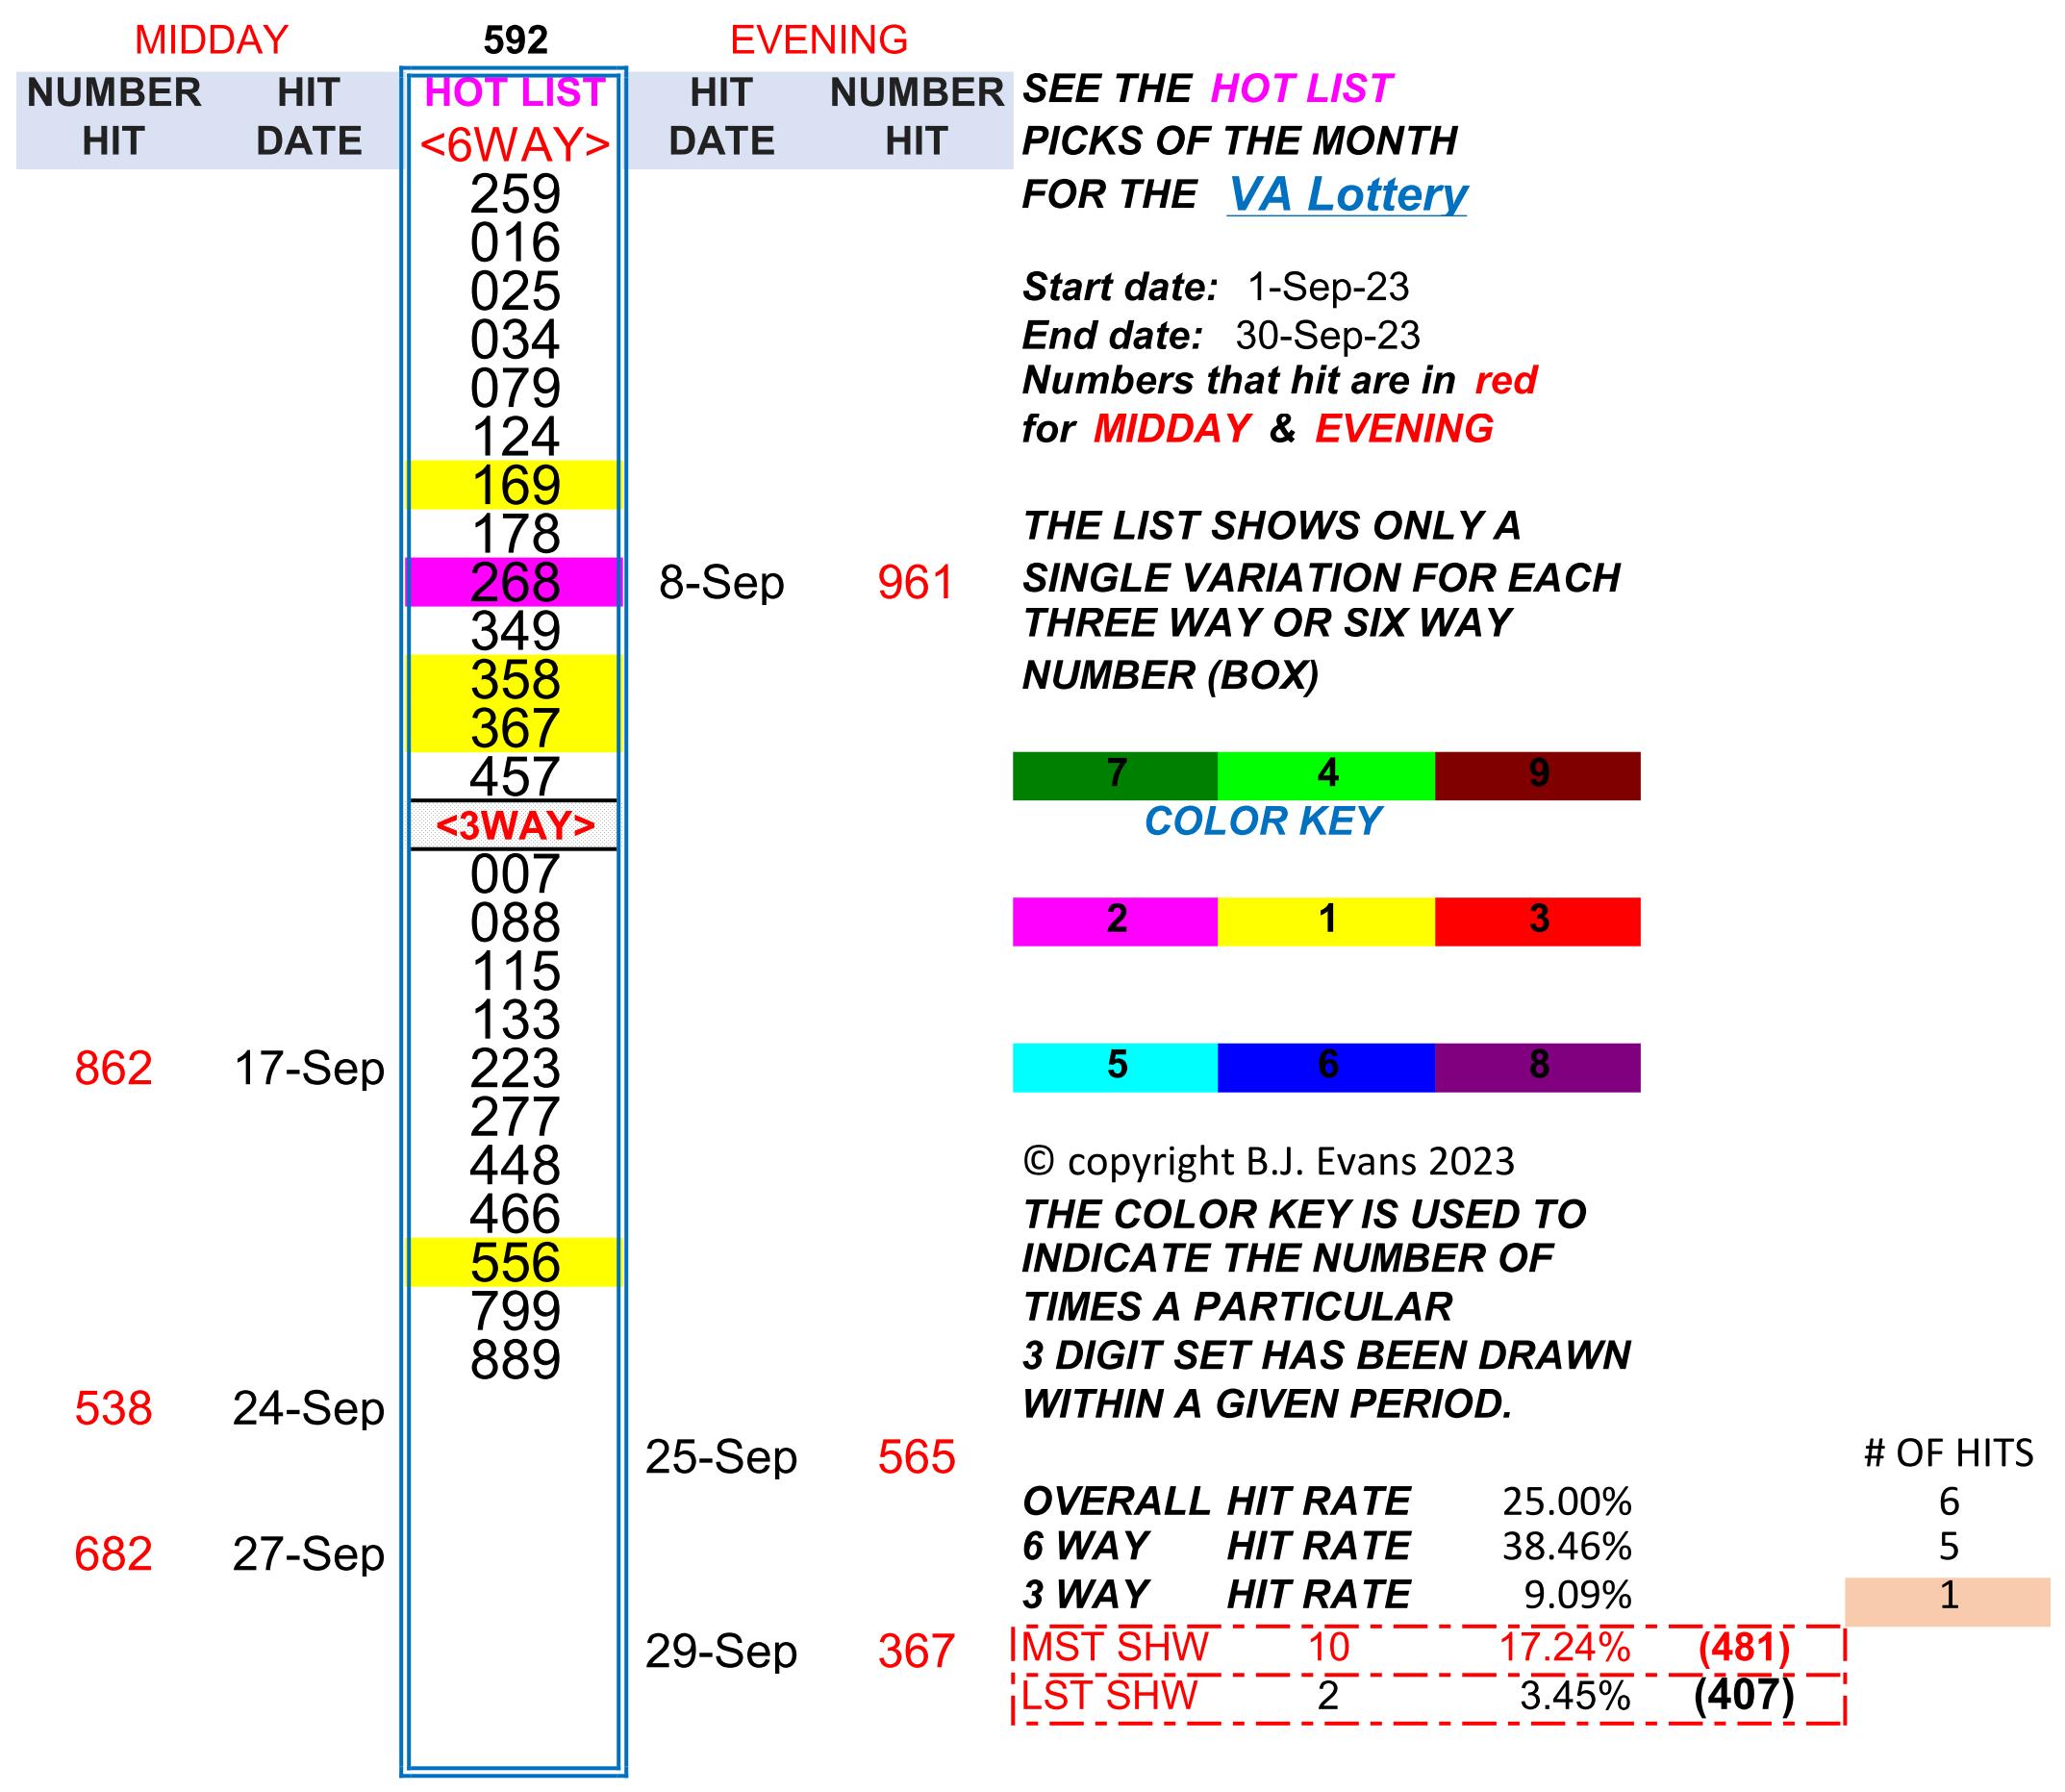 MIDDAY 592 EVENING
NUMBER HIT HOT LIST HIT NUMBER SEE THE HOT LIST
HIT DATE <6WAY> DATE HIT PICKS OF THE MONTH
259 FOR THE VA Lottery
016
025 Start date: 1-Sep-23
034 End date: 30-Sep-23
079 Numbers that hit are in red
124 for MIDDAY & EVENING
169
178 THE LIST SHOWS ONLY A
268 8-Sep 961 SINGLE VARIATION FOR EACH
349 THREE WAY OR SIX WAY
358 NUMBER (BOX)
367
457 7 4 9
<3WAY> COLOR KEY
007
088 2 1 3
115
133
862 17-Sep 223 5 6 8
277
448 © copyright B.J. Evans 2023
466 THE COLOR KEY IS USED TO
556 INDICATE THE NUMBER OF
799 TIMES A PARTICULAR
889 3 DIGIT SET HAS BEEN DRAWN
538 24-Sep WITHIN A GIVEN PERIOD.
25-Sep 565 # OF HITS
OVERALL HIT RATE 25.00% 6
682 27-Sep 6 WAY HIT RATE 38.46% 5
3 WAY HIT RATE 9.09% 1
29-Sep 367 MST SHW 10 17.24% (481)
LST SHW 2 3.45% (407)